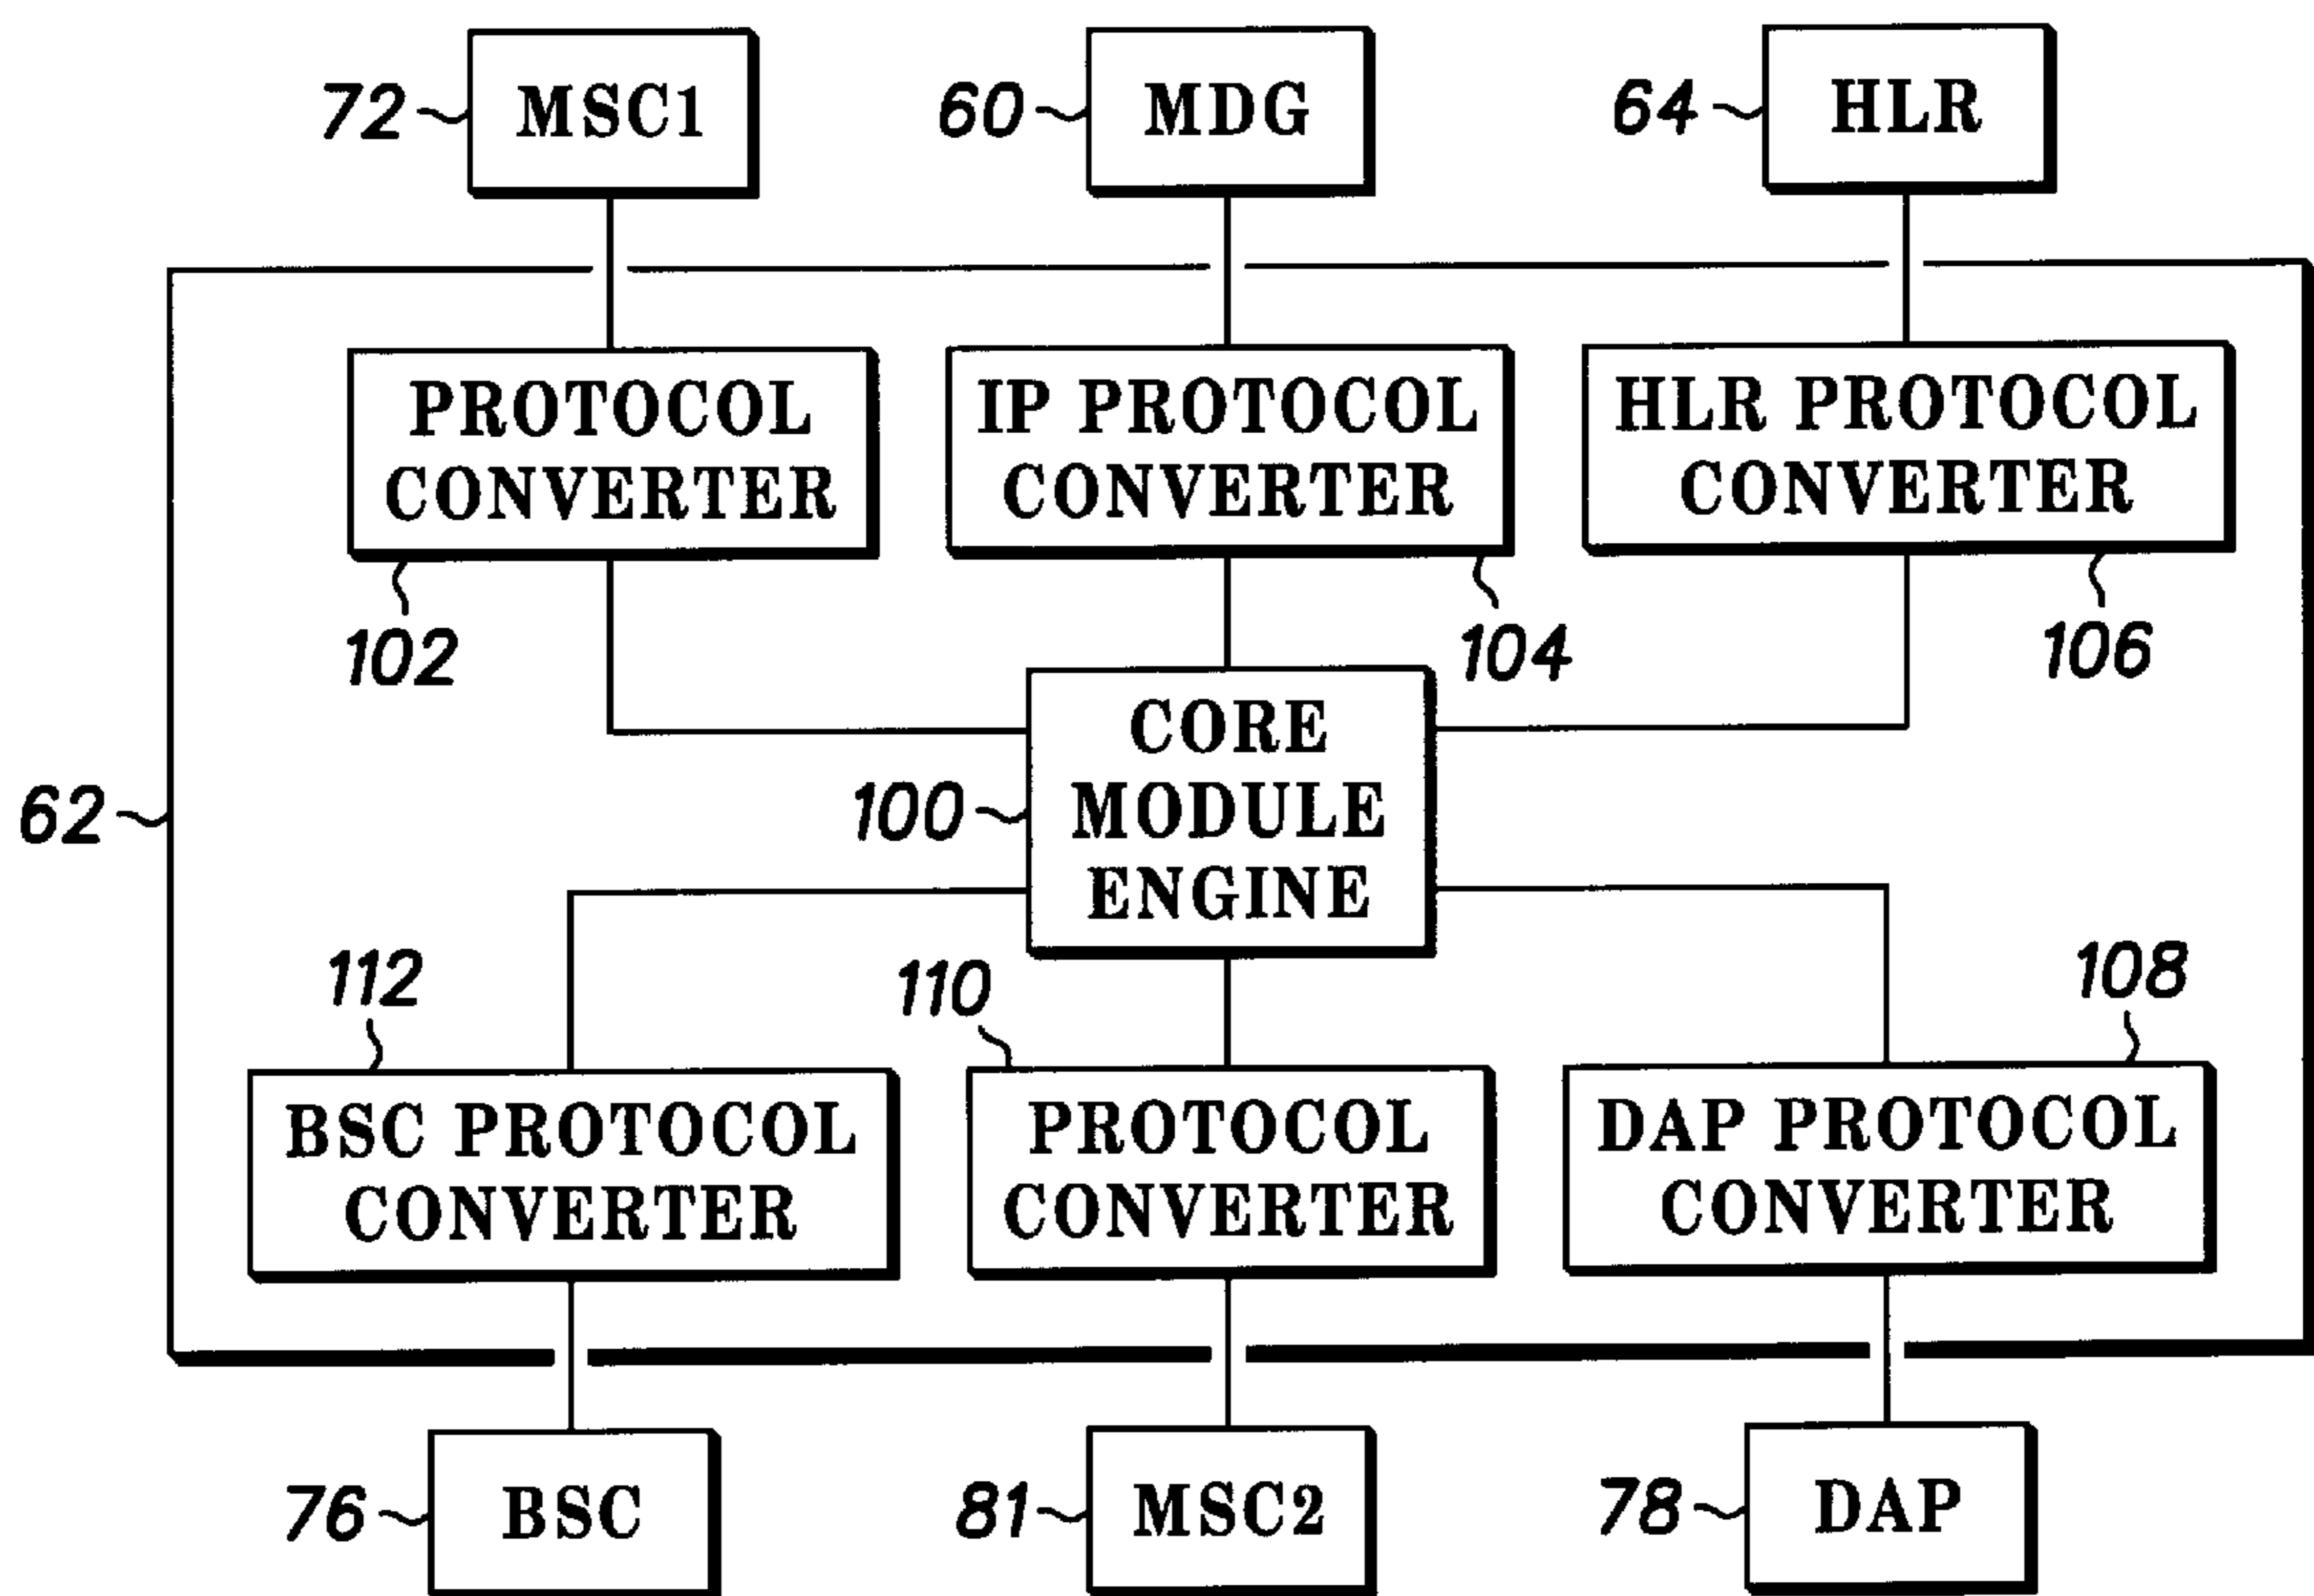 72 MSC1 60 MDG 64 HLR
PROTOCOL IP PROTOCOL HLR PROTOCOL
CONVERTER CONVERTER CONVERTER
102 104 106
CORE
62 100 MODULE
ENGINE
112 110 108
BSC PROTOCOL PROTOCOL DAP PROTOCOL
CONVERTER CONVERTER CONVERTER
76 BSC 81 MSC2 78 DAP